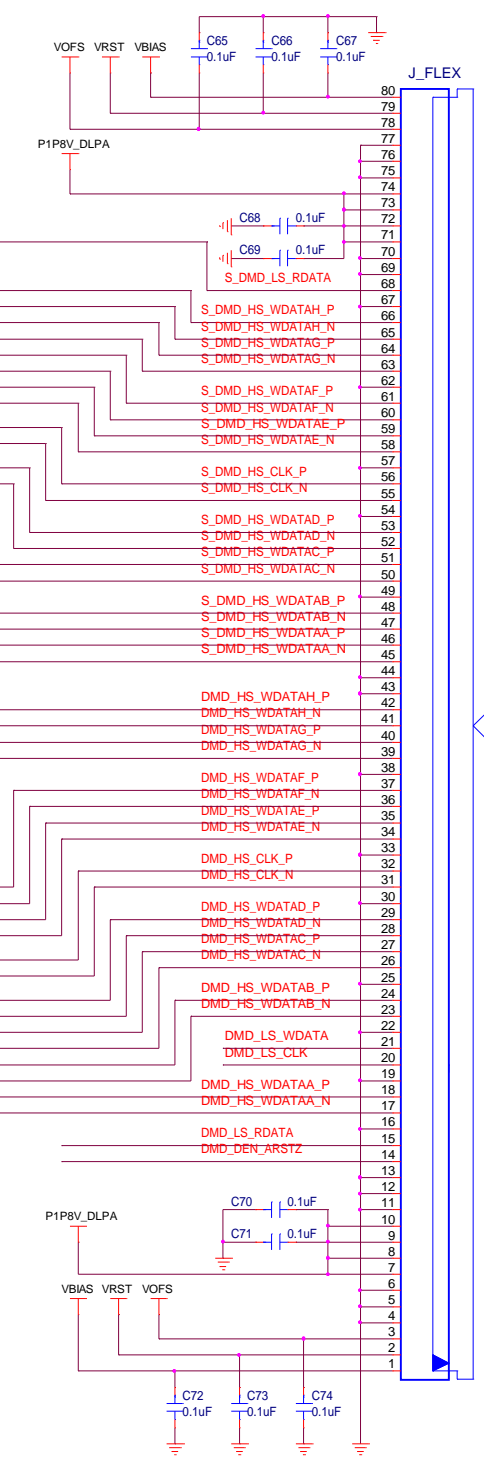 C65 C66 C67
VOFS VRST VBIAS 0.1uF 0.1uF 0.1uF
J_FLEX
80
79
78
P1P8V_DLPA 77
76
75
74
73
C68 0.1uF 72
71
C69 0.1uF 70
69
S_DMD_LS_RDATA 68
67
S_DMD_HS_WDATAH_P 66
S_DMD_HS_WDATAH_N 65
S_DMD_HS_WDATAG_P 64
S_DMD_HS_WDATAG_N 63
62
S_DMD_HS_WDATAF_P 61
S_DMD_HS_WDATAF_N 60
S_DMD_HS_WDATAE_P 59
S_DMD_HS_WDATAE_N 58
57
S_DMD_HS_CLK_P 56
S_DMD_HS_CLK_N 55
54
S_DMD_HS_WDATAD_P 53
S_DMD_HS_WDATAD_N 52
S_DMD_HS_WDATAC_P 51
S_DMD_HS_WDATAC_N 50
49
S_DMD_HS_WDATAB_P 48
S_DMD_HS_WDATAB_N 47
S_DMD_HS_WDATAA_P 46
S_DMD_HS_WDATAA_N 45
44
43
DMD_HS_WDATAH_P 42
DMD_HS_WDATAH_N 41
DMD_HS_WDATAG_P 40
DMD_HS_WDATAG_N 39
38
DMD_HS_WDATAF_P 37
DMD_HS_WDATAF_N 36
DMD_HS_WDATAE_P 35
DMD_HS_WDATAE_N 34
33
DMD_HS_CLK_P 32
DMD_HS_CLK_N 31
30
DMD_HS_WDATAD_P 29
DMD_HS_WDATAD_N 28
DMD_HS_WDATAC_P 27
DMD_HS_WDATAC_N 26
25
DMD_HS_WDATAB_P 24
DMD_HS_WDATAB_N 23
22
DMD_LS_WDATA 21
DMD_LS_CLK 20
19
DMD_HS_WDATAA_P 18
DMD_HS_WDATAA_N 17
16
DMD_LS_RDATA 15
DMD_DEN_ARSTZ 14
13
12
C70 0.1uF 11
P1P8V_DLPA 10
C71 0.1uF 9
8
7
6
VBIAS VRST VOFS 5
4
3
2
1
C72 C73 C74
0.1uF 0.1uF 0.1uF